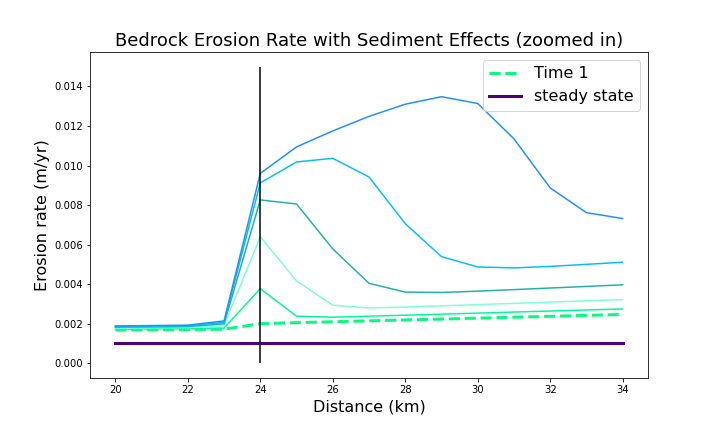 Bedrock Erosion Rate with Sediment Effects (zoomed in)
Time 1
steady state
Erosion rate (m/yr)
0.014
0.012
0.010
0.008
0.006
0.004
0.002
0.000
20 22 24 26 28 30 32 34
Distance (km)